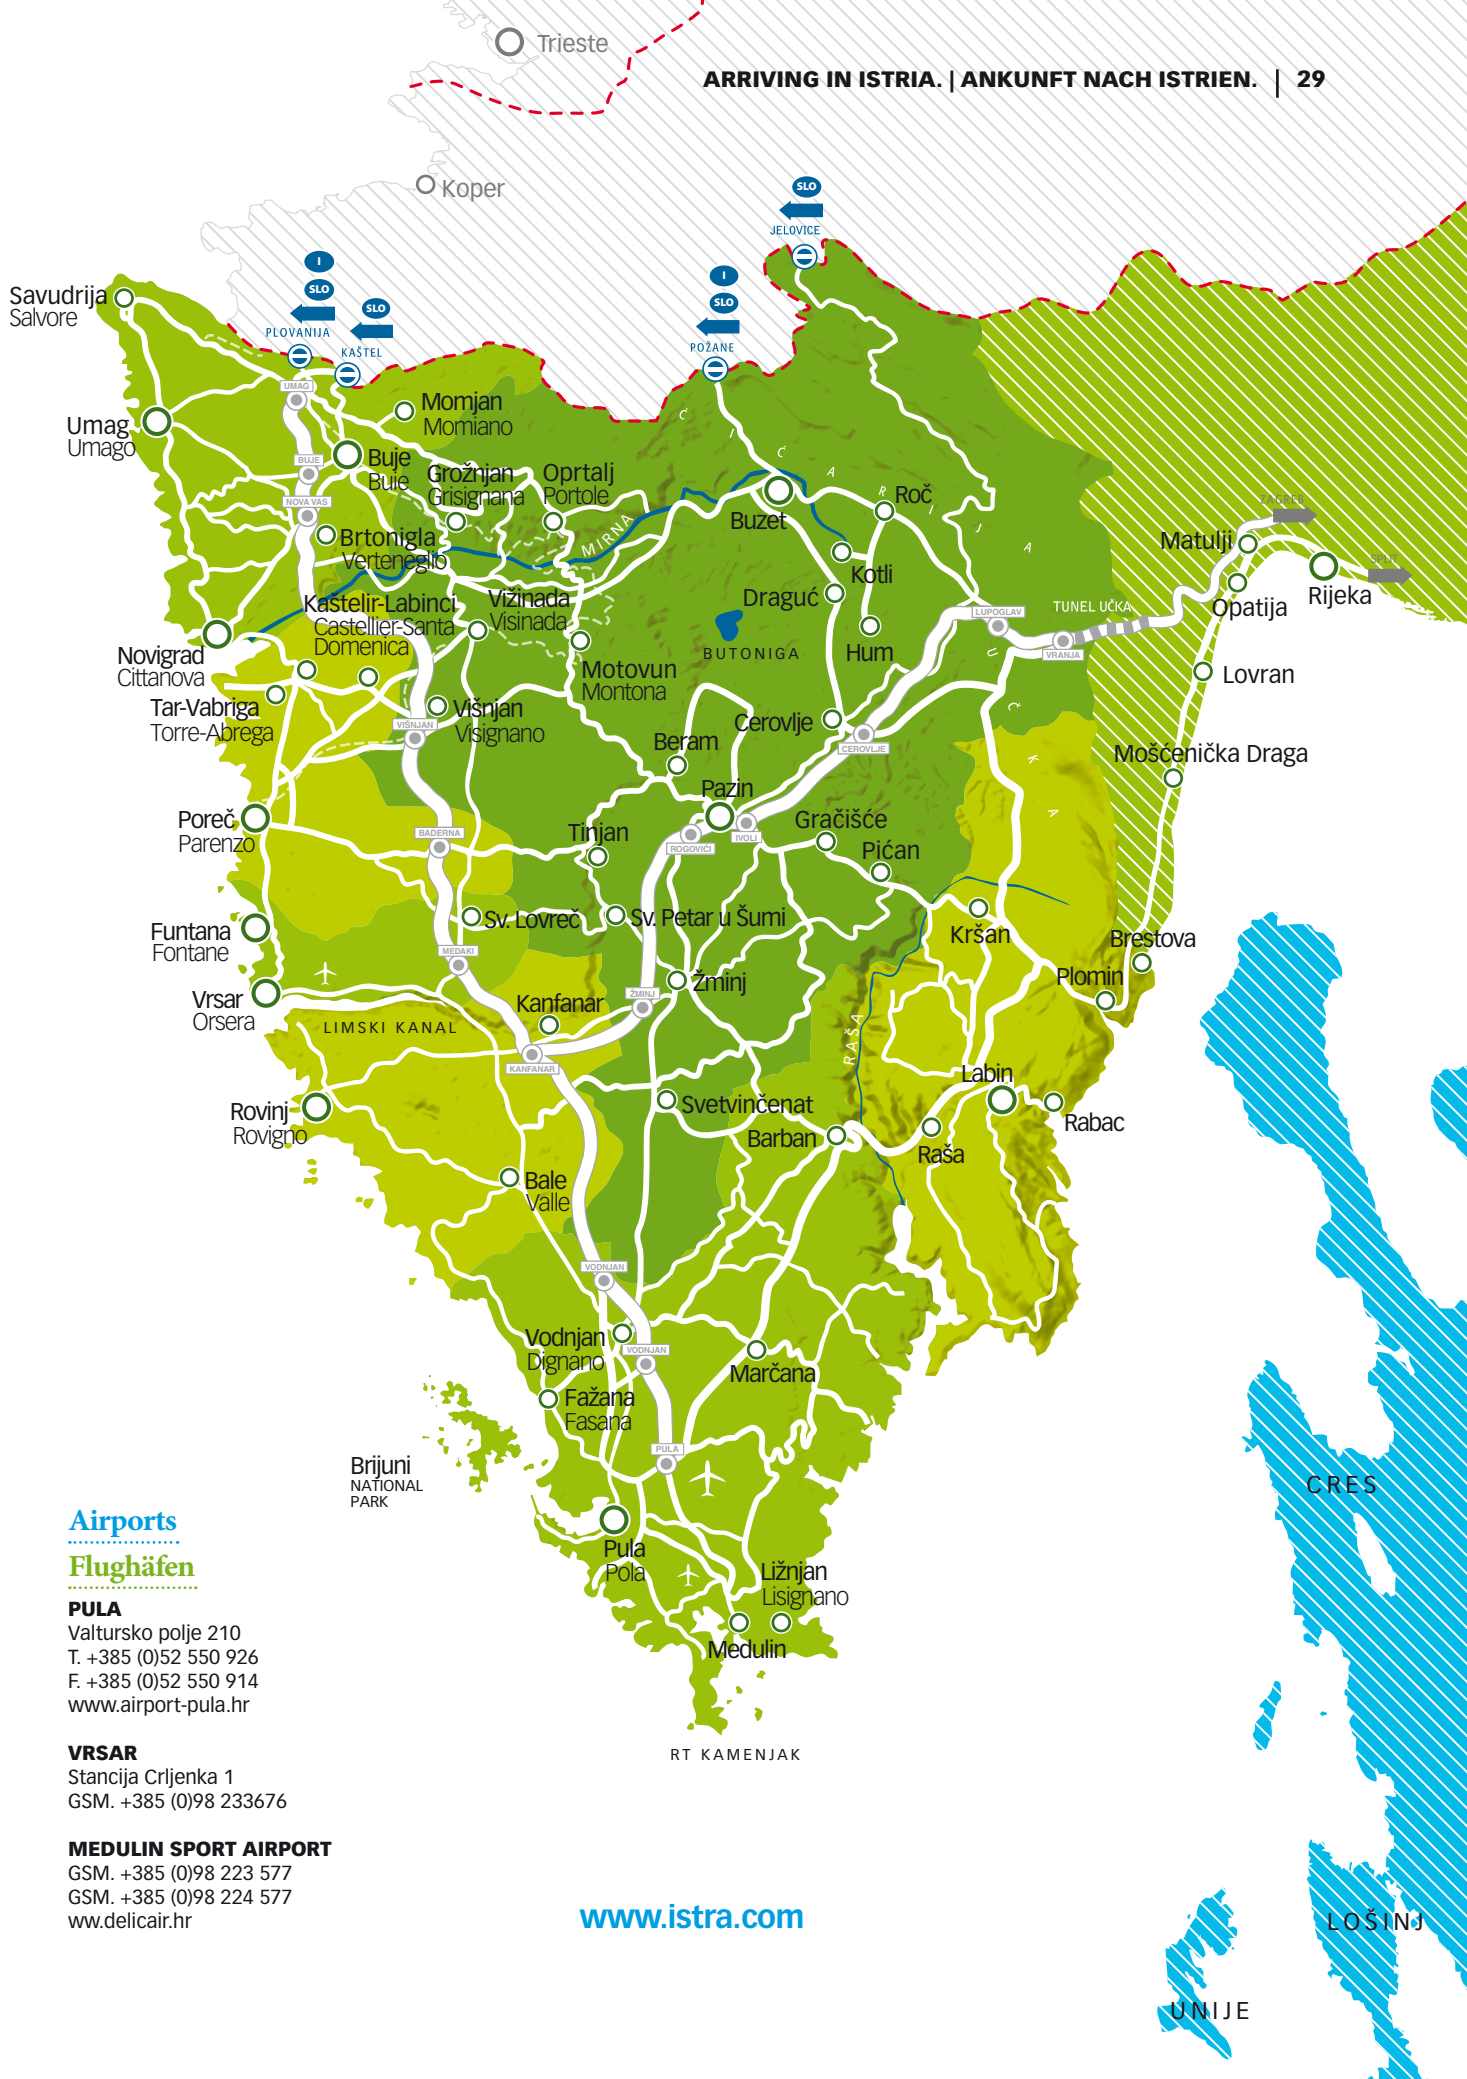 Trieste
ARRIVING IN ISTRIA. | ANKUNFT NACH ISTRIEN. | 29
Koper
SLO
JELOVICE
I
SLO
PLOVANIJA
SLO
KAŠTEL
I
SLO
POŽANE
Savudrija
Salvore
UMAG
Momjan
Momiano
Umag
Umago
Buje
Buie
BUJE
Grožnjan
Grisignana
Oprtalj
Portole
NOVA VAS
Brtonigla
Verteneglio
MIRNA
Buzet
Roč
ĆIĆARIJA
ZAGREB
Matulji
SPLIT
Rijeka
Opatija
Kotli
Draguć
Kaštelir-Labinci
Castellier-Santa
Domenica
Vižinada
Visinada
LUPOGLAV
TUNEL UČKA
VRANJA
BUTONIGA
Hum
Novigrad
Cittanova
Motovun
Montona
Lovran
Tar-Vabriga
Torre-Abrega
Višnjan
Visignano
VIŠNJAN
UČKA
Cerovlje
CEROVLJE
Beram
Mošćenička Draga
Pazin
Poreč
Parenzo
BADERNA
Tinjan
ROGOVIĆI
IVOLI
Gračišće
Pićan
Funtana
Fontane
Sv. Lovreč
Sv. Petar u Šumi
Kršan
Brestova
MEDAKI
Plomin
Vrsar
Orsera
LIMSKI KANAL
Kanfanar
ŽMINJ
Žminj
RAŠA
KANFANAR
Labin
Rovinj
Rovigno
Svetvinčenat
Barban
Rabac
Raša
Bale
Valle
VODNJAN
Vodnjan
Dignano
VODNJAN
Marčana
Fažana
Fasana
PULA
Brijuni
NATIONAL
PARK
CRES
Pula
Pola
Ližnjan
Lisignano
Medulin
RT KAMENJAK
Airports
Flughäfen
PULA
Valtursko polje 210
T. +385 (0)52 550 926
F. +385 (0)52 550 914
www.airport-pula.hr
VRSAR
Stancija Crljenka 1
GSM. +385 (0)98 233676
MEDULIN SPORT AIRPORT
GSM. +385 (0)98 223 577
GSM. +385 (0)98 224 577
ww.delicair.hr
www.istra.com
LOŠINJ
UNIJE